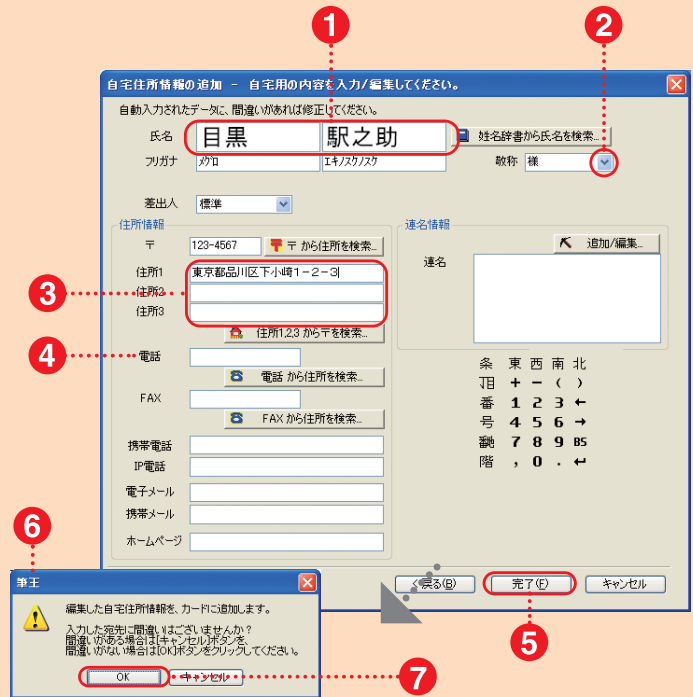 1
2
自宅住所情報の追加 － 自宅用の内容を入力/編集してください。
自動入力されたデータに、間違いがあれば修正してください。
氏名 目黒 駅之助 姓名辞書から氏名を検索...
フリガナ ﾒｸﾞﾛ ｴｷﾉｽｹﾉｽｹ 敬称 様
差出人 標準
住所情報
〒 123-4567 〒から住所を検索...
3
住所1 東京都品川区下小崎１－２－３
住所2
住所3
住所1,2,3から〒を検索...
4
電話
電話から住所を検索...
FAX
FAXから住所を検索...
携帯電話
IP電話
電子メール
携帯メール
ホームページ
連名情報
追加/編集...
連名
条 東 西 南 北
町 + － ( )
番 1 2 3 ←
号 4 5 6 →
7 8 9 BS
階 , 0 . ↵
＜戻る(B) 完了(F) キャンセル
5
6
筆王
編集した自宅住所情報を、カードに追加します。
入力した宛先に間違いはございませんか？
間違いがある場合は[キャンセル]ボタンを、
間違いがない場合は[OK]ボタンをクリックしてください。
OK キャンセル
7